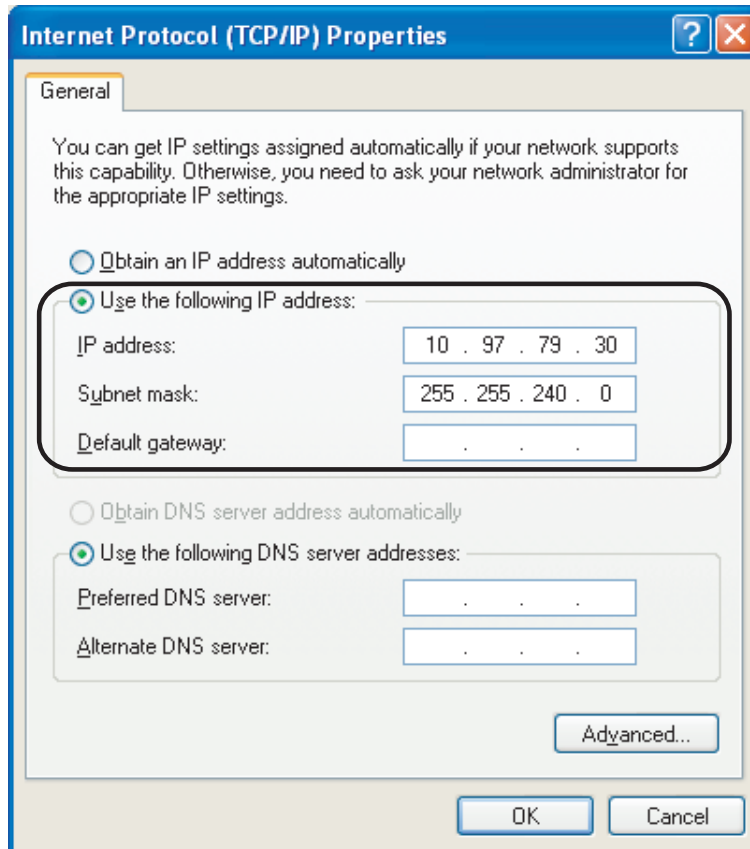 Internet Protocol (TCP/IP) Properties
General
You can get IP settings assigned automatically if your network supports
this capability. Otherwise, you need to ask your network administrator for
the appropriate IP settings.
Obtain an IP address automatically
Use the following IP address:
IP address: 10 . 97 . 79 . 30
Subnet mask: 255 . 255 . 240 . 0
Default gateway: . . .
Obtain DNS server address automatically
Use the following DNS server addresses:
Preferred DNS server: . . .
Alternate DNS server: . . .
Advanced...
OK Cancel